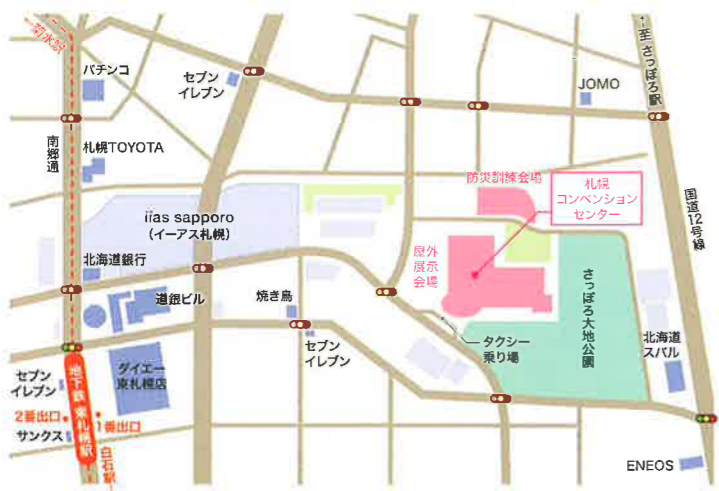 菊水駅
パチンコ
セブン
イレブン
JOMO
至 さっぽろ駅
南郷通
札幌TOYOTA
防災訓練会場
札幌
コンベンション
センター
国道12号線
iias sapporo
(イーアス札幌)
屋外
展示
会場
北海道銀行
道銀ビル
焼き鳥
セブン
イレブン
タクシー
乗り場
さっぽろ大地公園
北海道
スバル
ダイエー
東札幌店
セブン
イレブン
地下鉄 東札幌駅
2番出口
1番出口
サンクス
白石駅
ENEOS